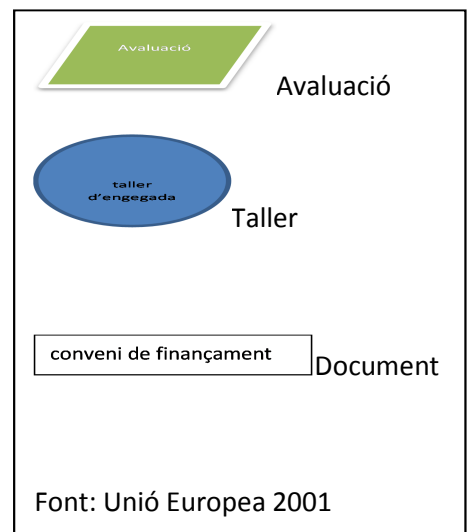 Avaluació
Avaluació
taller
d'engegada
Taller
conveni de finançament
Document
Font: Unió Europea 2001